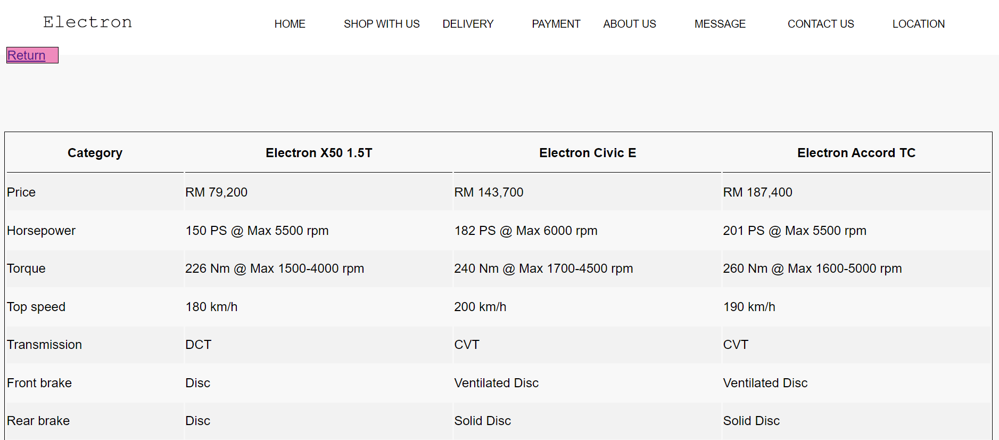 Electron HOME SHOP WITH US DELIVERY PAYMENT ABOUT US MESSAGE CONTACT US LOCATION
Return
Category Electron X50 1.5T Electron Civic E Electron Accord TC
Price RM 79,200 RM 143,700 RM 187,400
Horsepower 150 PS @ Max 5500 rpm 182 PS @ Max 6000 rpm 201 PS @ Max 5500 rpm
Torque 226 Nm @ Max 1500-4000 rpm 240 Nm @ Max 1700-4500 rpm 260 Nm @ Max 1600-5000 rpm
Top speed 180 km/h 200 km/h 190 km/h
Transmission DCT CVT CVT
Front brake Disc Ventilated Disc Ventilated Disc
Rear brake Disc Solid Disc Solid Disc